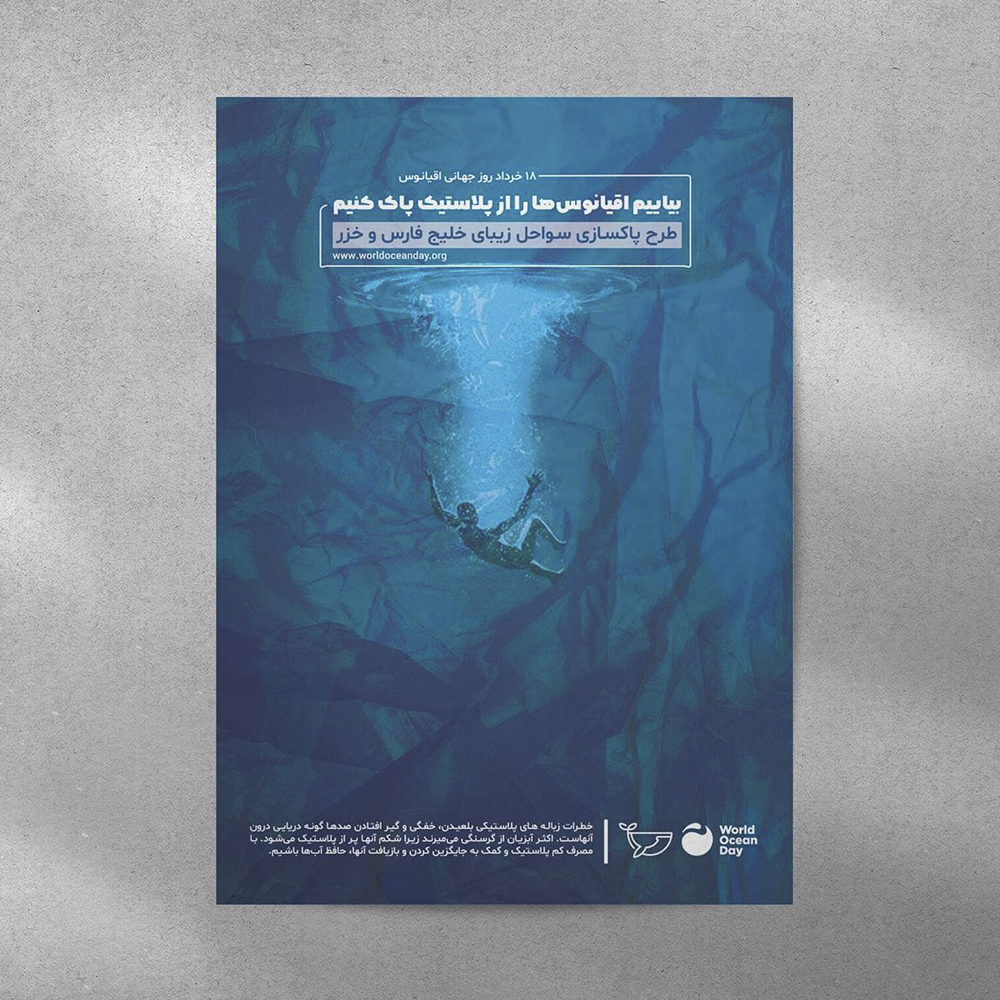 ۱۸ خرداد روز جهانی اقیانوس
بیاییم اقیانوس‌ها را از پلاستیک پاک کنیم
طرح پاکسازی سواحل زیبای خلیج فارس و خزر
www.worldoceanday.org
خطرات زباله های پلاستیکی بلعیدن، خفگی و گیر افتادن صدها گونه دریایی درون
آنهاست. اکثر آبزیان از گرسنگی می‌میرند زیرا شکم آنها پر از پلاستیک می‌شود. با
مصرف کم پلاستیک و کمک به جایگزین کردن و بازیافت آنها، حافظ آب‌ها باشیم.
World
Ocean
Day